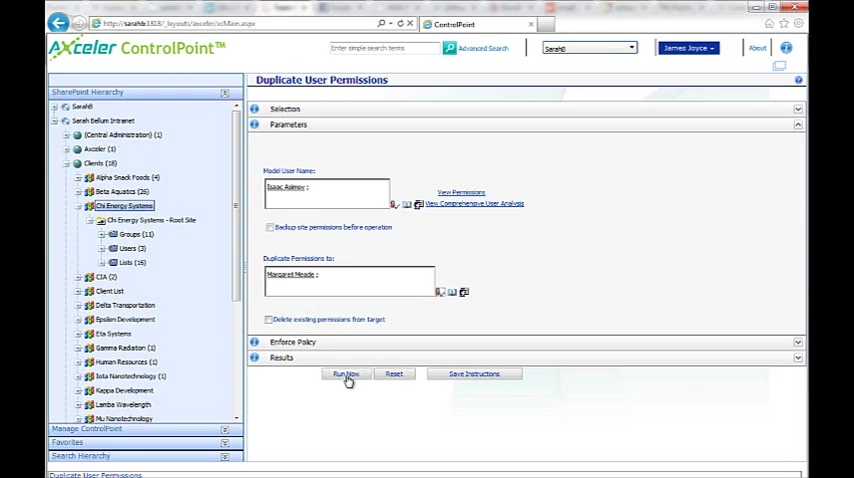 http://sarahb:1818/_layouts/axceler/xcMain.aspx
ControlPoint
AXCELER ControlPoint™
Enter simple search terms
Advanced Search
SarahB
James Joyce
About
SharePoint Hierarchy
Duplicate User Permissions
SarahB
Sarah Bellum Intranet
(Central Administration) (1)
Axceler (1)
Clients (18)
Alpha Snack Foods (4)
Beta Aquatics (26)
Chi Energy Systems
Chi Energy Systems - Root Site
Groups (11)
Users (3)
Lists (16)
CIA (2)
Client List
Delta Transportation
Epsilon Development
Eta Systems
Gamma Radiation (1)
Human Resources (1)
Iota Nanotechnology (1)
Kappa Development
Lamba Wavelength
Mu Nanotechnology
Manage ControlPoint
Favorites
Search Hierarchy
Duplicate User Permissions
Selection
Parameters
Model User Name:
Isaac Asimov ;
View Permissions
View Comprehensive User Analysis
Backup site permissions before operation
Duplicate Permissions to:
Margaret Meade ;
Delete existing permissions from target
Enforce Policy
Results
Run Now
Reset
Save Instructions